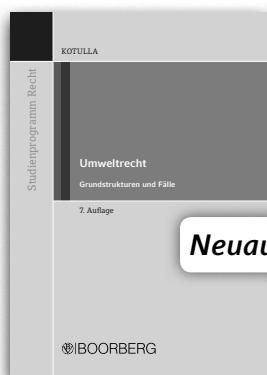 KOTULLA
Studienprogramm Recht
Umweltrecht
Grundstrukturen und Fälle
7. Auflage
Neuau
BOORBERG